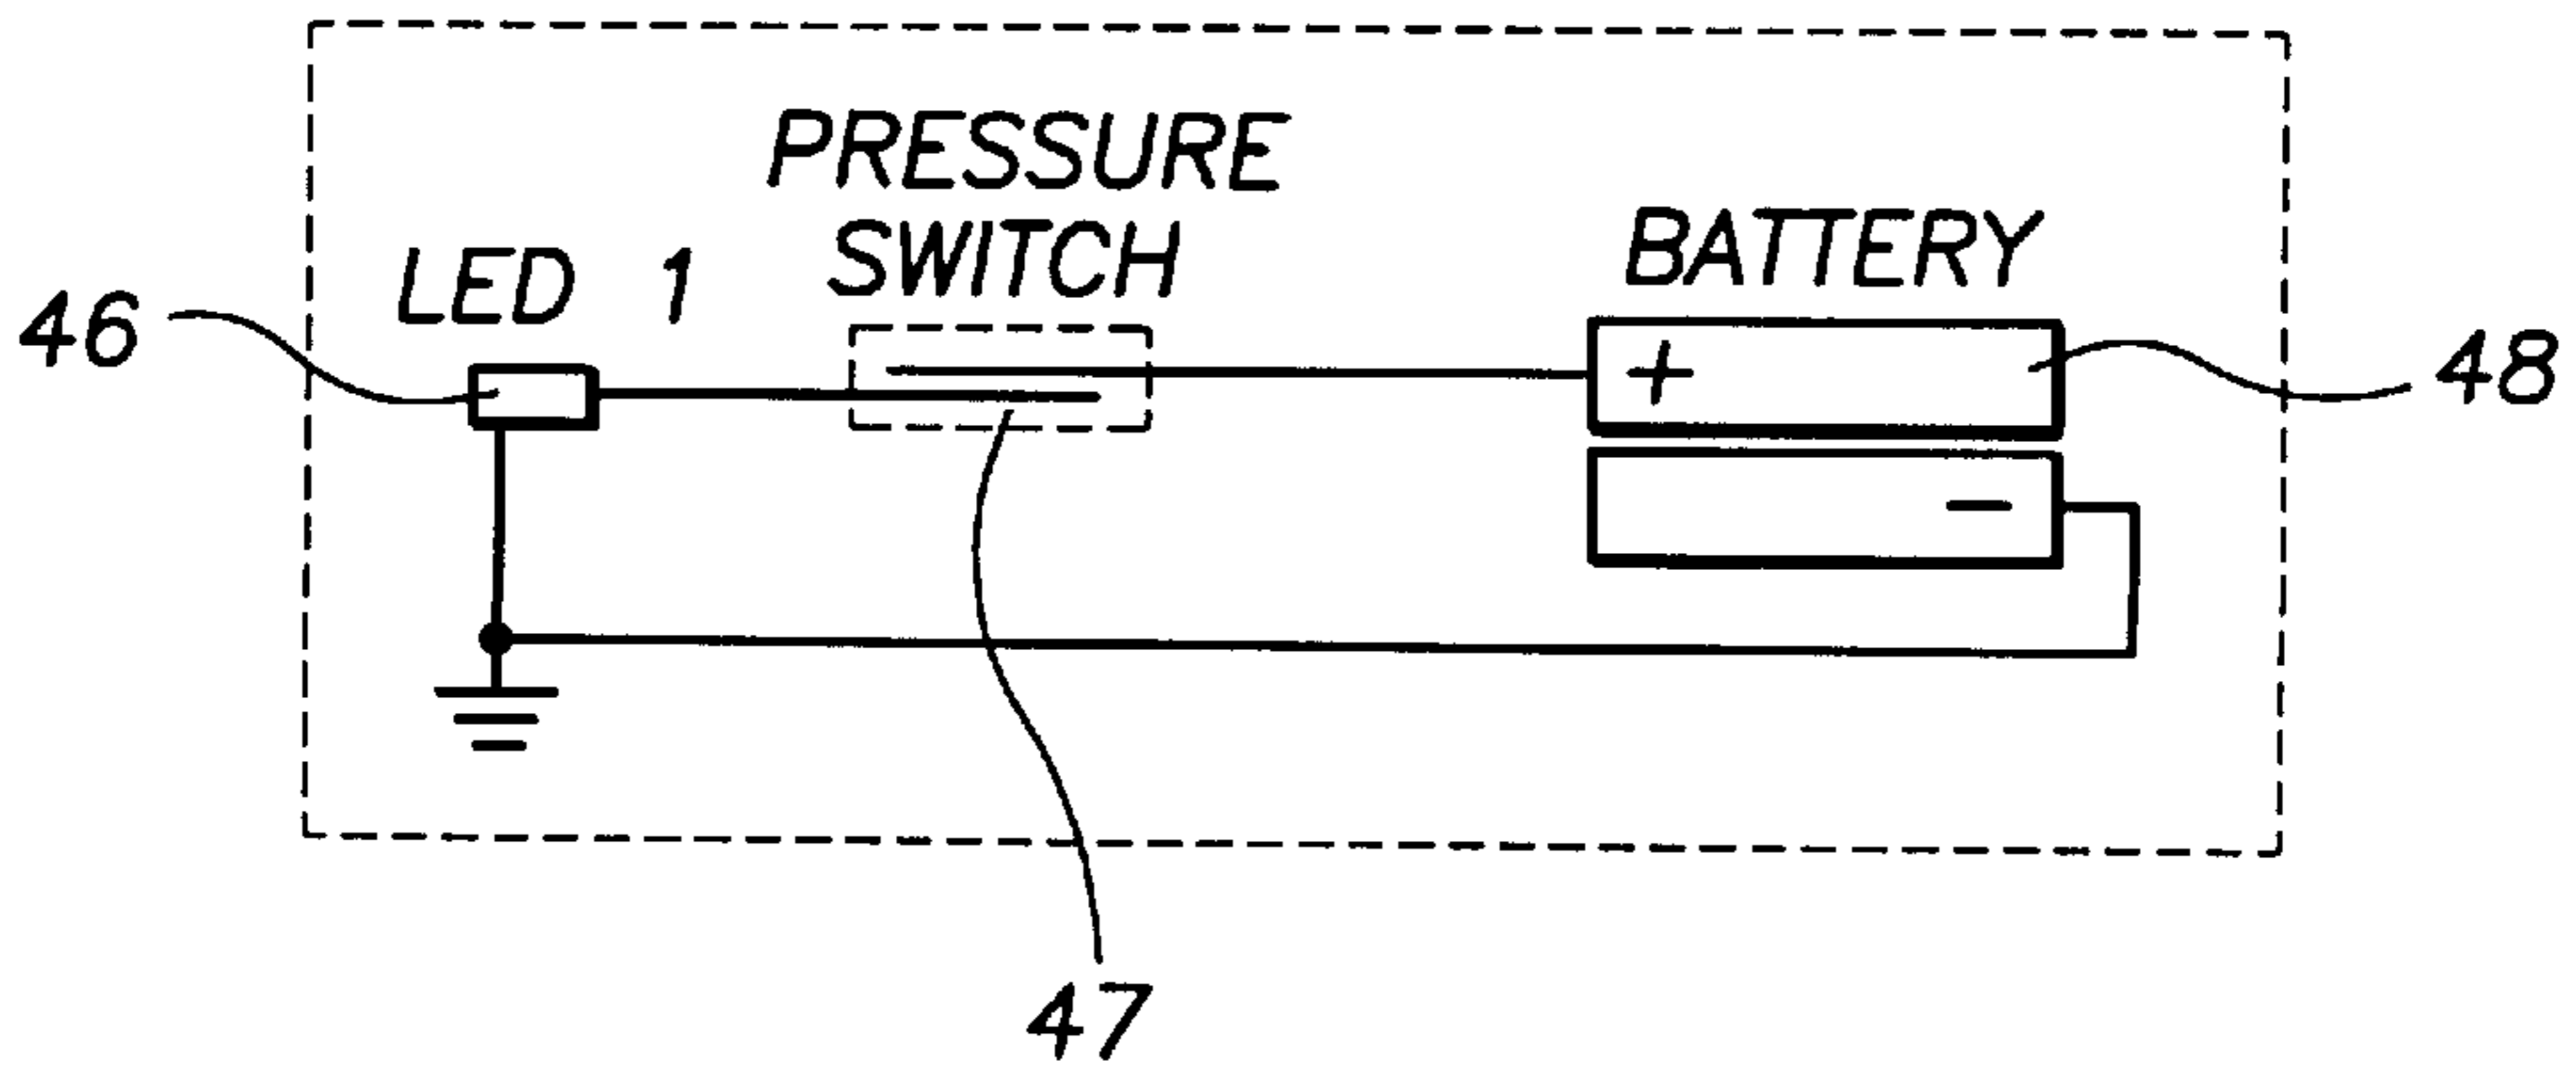 PRESSURE
SWITCH
BATTERY
LED 1
46
+
48
−
47